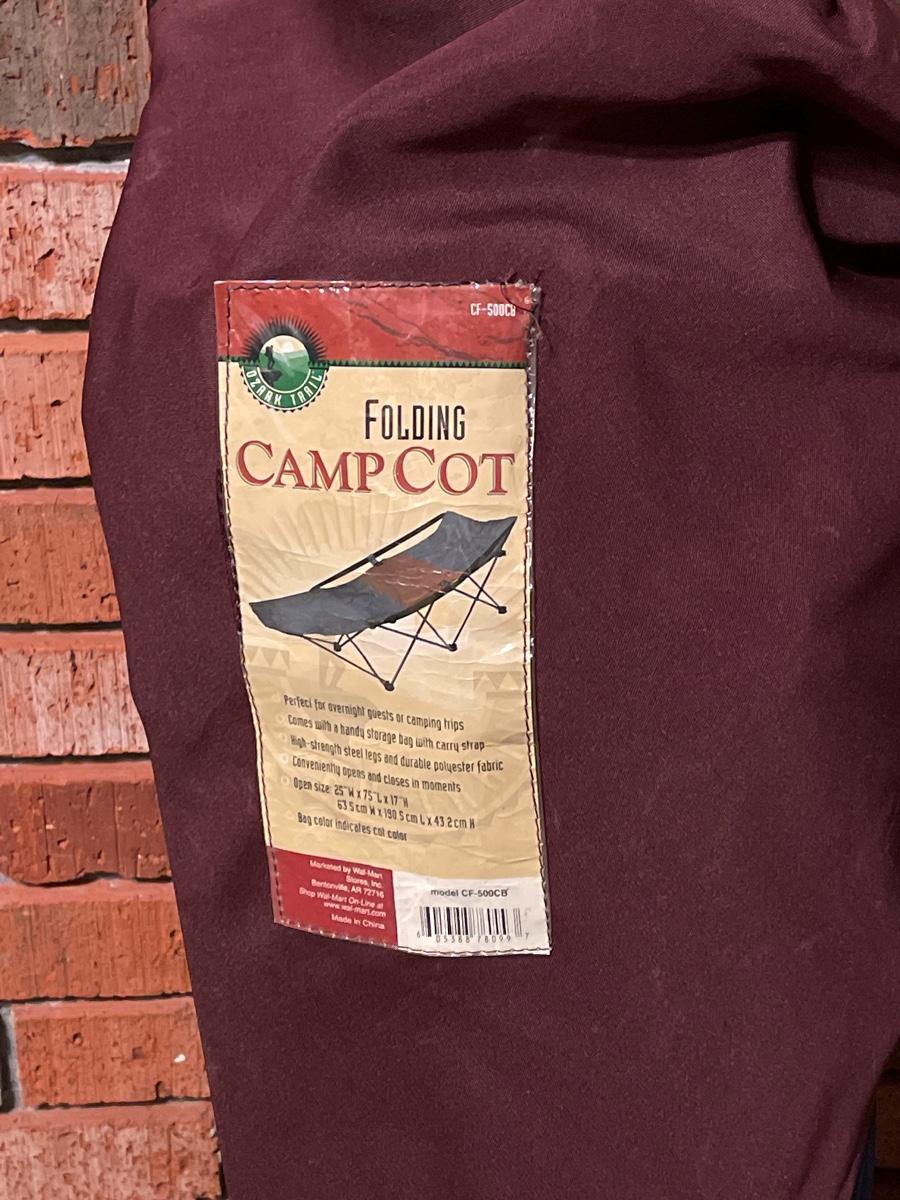 CF-500CB
OZARK TRAIL
FOLDING
CAMP COT
Perfect for overnight guests or camping trips
Comes with a handy storage bag with carry strap
High-strength steel legs and durable polyester fabric
Conveniently opens and closes in moments
Open size: 25"W x 75"L x 17"H
63.5 cm W x 190.5 cm L x 43.2 cm H
Bag color indicates cot color
Marketed by Wal-Mart
Stores, Inc.
Bentonville, AR 72716
Shop Wal-Mart On-Line at
www.wal-mart.com
Made in China
model CF-500CB
6 05388 78099 7